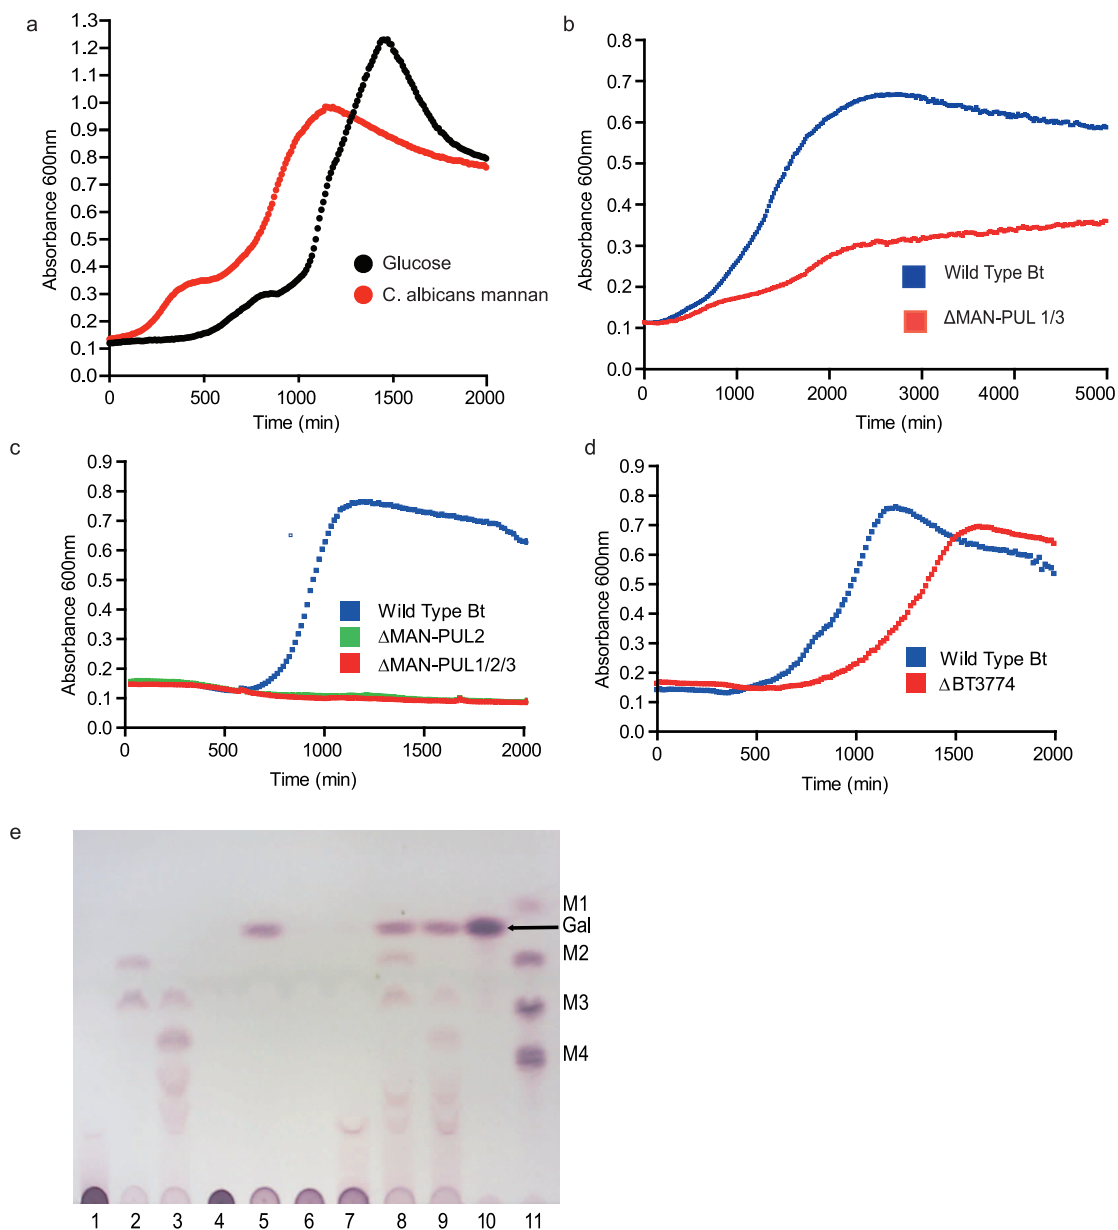 a
1.3
1.2
1.1
1.0
0.9
0.8
0.7
0.6
0.5
0.4
0.3
0.2
0.1
0.0
Absorbance 600nm
0 500 1000 1500 2000
Time (min)
Glucose
C. albicans mannan
b
0.8
0.7
0.6
0.5
0.4
0.3
0.2
0.1
0.0
Absorbance 600nm
0 1000 2000 3000 4000 5000
Time (min)
Wild Type Bt
ΔMAN-PUL 1/3
c
0.9
0.8
0.7
0.6
0.5
0.4
0.3
0.2
0.1
0.0
Absorbance 600nm
0 500 1000 1500 2000
Time (min)
Wild Type Bt
ΔMAN-PUL2
ΔMAN-PUL1/2/3
d
0.9
0.8
0.7
0.6
0.5
0.4
0.3
0.2
0.1
0.0
Absorbance 600nm
0 500 1000 1500 2000
Time (min)
Wild Type Bt
ΔBT3774
e
M1
Gal
M2
M3
M4
1 2 3 4 5 6 7 8 9 10 11